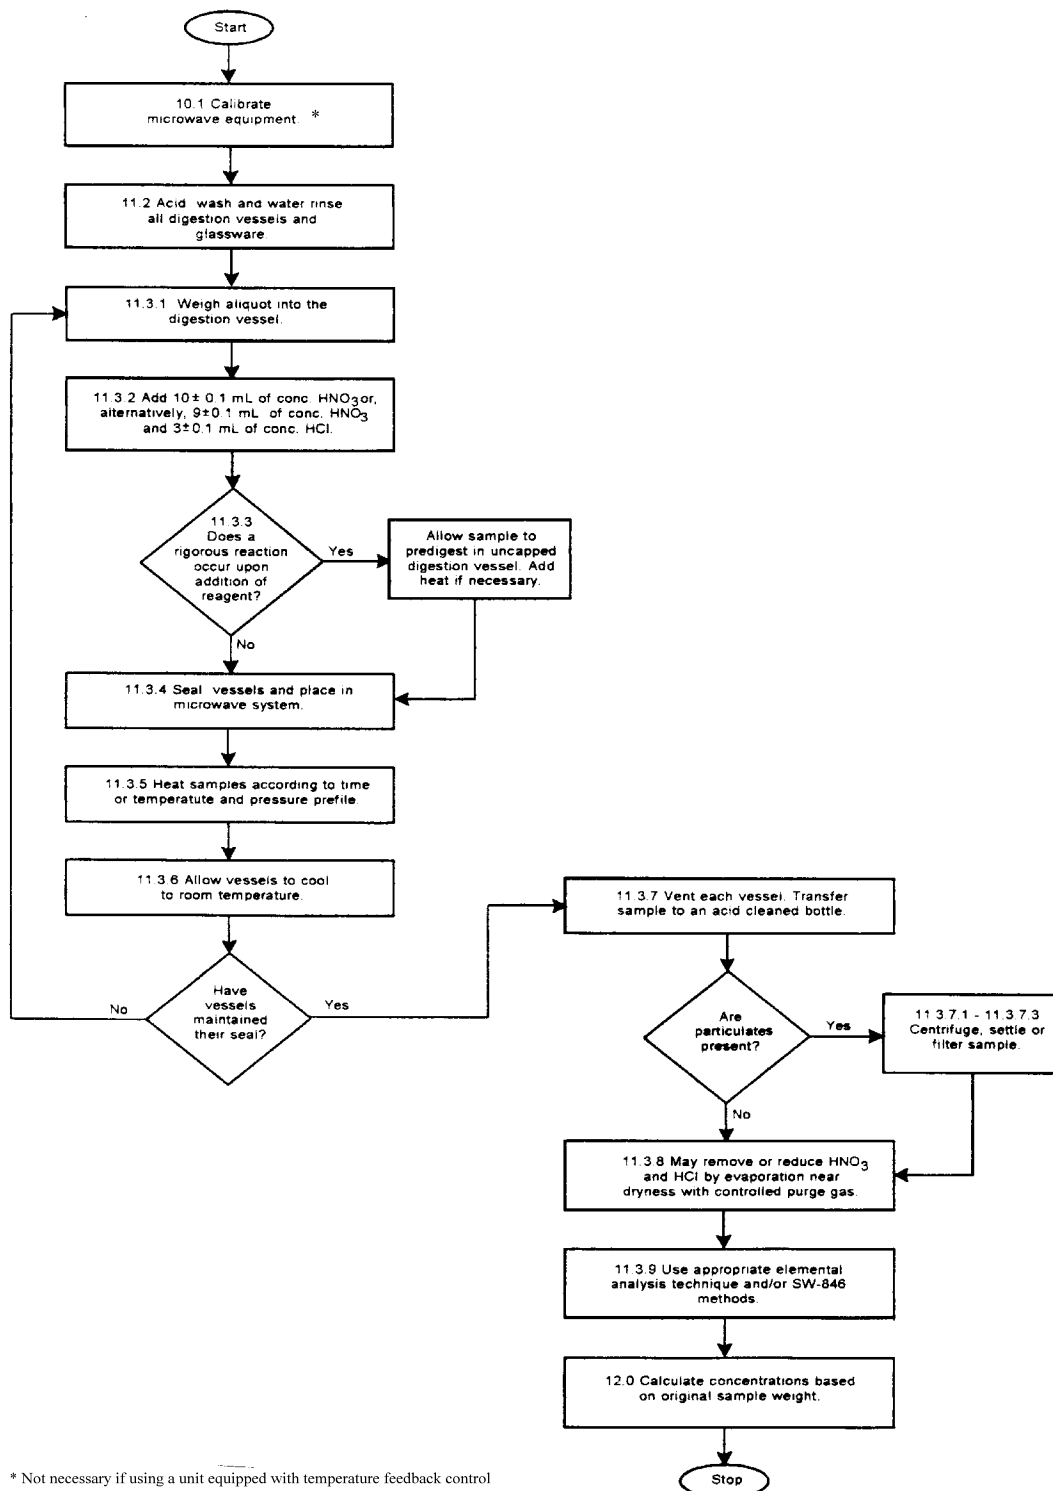 Start
10.1 Calibrate
microwave equipment. *
11.2 Acid wash and water rinse
all digestion vessels and
glassware.
11.3.1 Weigh aliquot into the
digestion vessel.
11.3.2 Add 10± 0.1 mL of conc. HNO3or,
alternatively, 9±0.1 mL of conc. HNO3
and 3±0.1 mL of conc. HCl.
11.3.3
Does a
rigorous reaction
occur upon
addition of
reagent?
Yes
Allow sample to
predigest in uncapped
digestion vessel. Add
heat if necessary.
No
11.3.4 Seal vessels and place in
microwave system.
11.3.5 Heat samples according to time
or temperatute and pressure prefile.
11.3.6 Allow vessels to cool
to room temperature.
Have
vessels
maintained
their seal?
No
Yes
11.3.7 Vent each vessel. Transfer
sample to an acid cleaned bottle.
Are
particulates
present?
Yes
11.3.7.1 - 11.3.7.3
Centrifuge, settle or
filter sample.
No
11.3.8 May remove or reduce HNO3
and HCl by evaporation near
dryness with controlled purge gas.
11.3.9 Use appropriate elemental
analysis technique and/or SW-846
methods.
12.0 Calculate concentrations based
on original sample weight.
Stop
* Not necessary if using a unit equipped with temperature feedback control